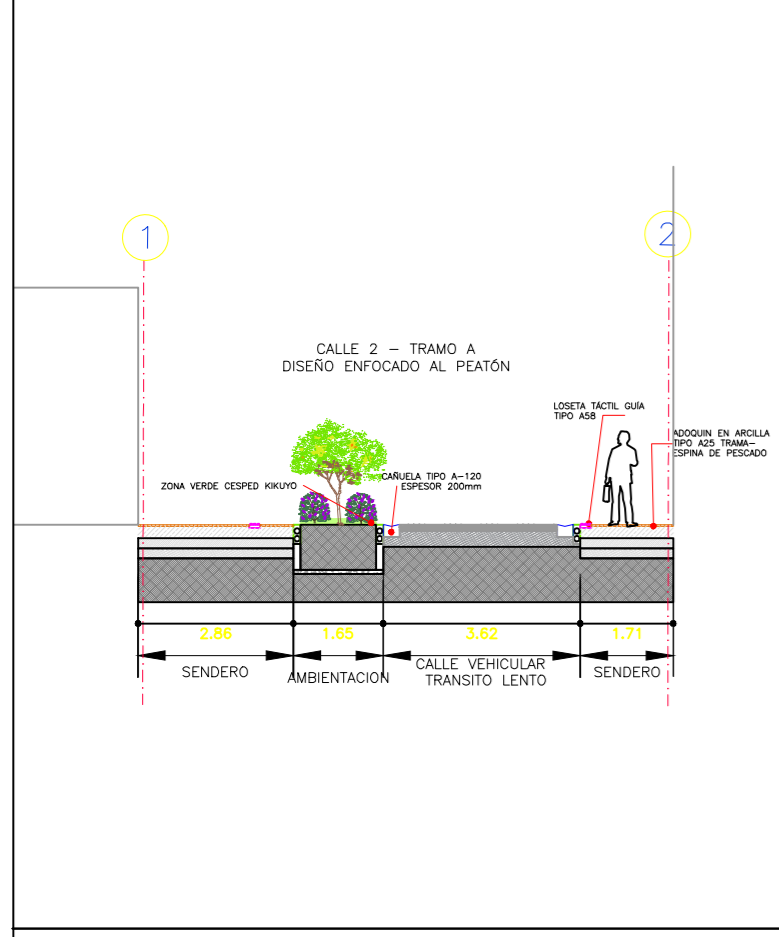 1
2
CALLE 2 – TRAMO A
DISEÑO ENFOCADO AL PEATÓN
LOSETA TÁCTIL GUÍA
TIPO A58
ADOQUIN EN ARCILLA
TIPO A25 TRAMA–
ESPINA DE PESCADO
ZONA VERDE CESPED KIKUYO
CAÑUELA TIPO A–120
ESPESOR 200mm
2.86
1.65
3.62
1.71
SENDERO
AMBIENTACION
CALLE VEHICULAR
TRANSITO LENTO
SENDERO